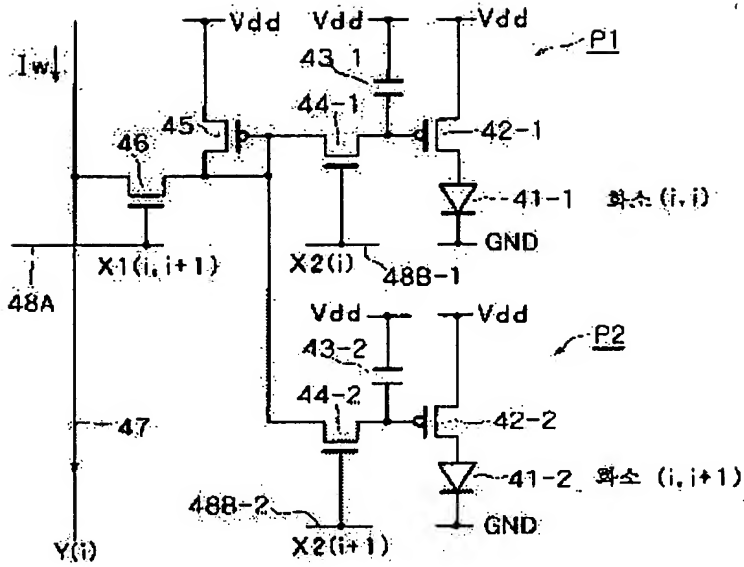 Vdd
Vdd
Vdd
P1
Iw
43 1
44-1
45
46
42-1
41-1 화소 (i, i)
GND
X1(i, i+1)
X2(i)
48B-1
48A
Vdd
Vdd
P2
43-2
44-2
42-2
47
41-2 화소 (i, i+1)
48B-2
GND
X2(i+1)
Y(i)